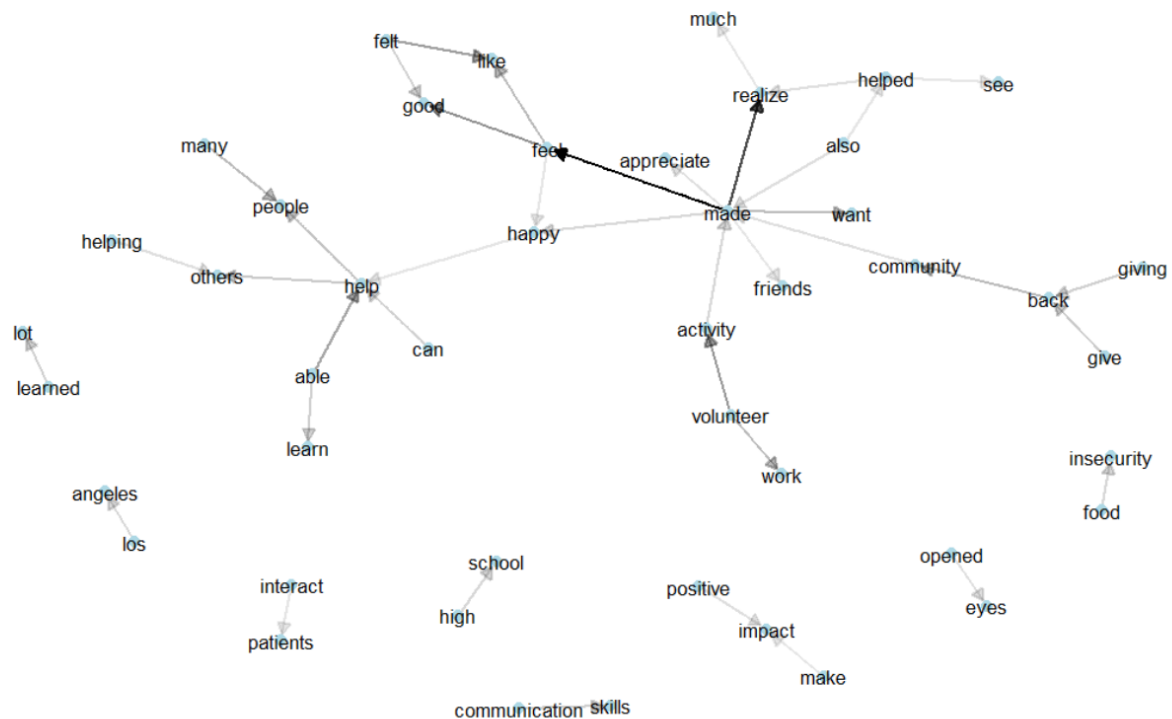 much
felt
like
helped
see
realize
good
many
feel
also
appreciate
people
made
want
happy
helping
others
help
community
giving
friends
back
lot
activity
can
give
able
learned
volunteer
learn
insecurity
work
angeles
food
los
opened
school
interact
positive
eyes
high
impact
patients
make
communication
skills